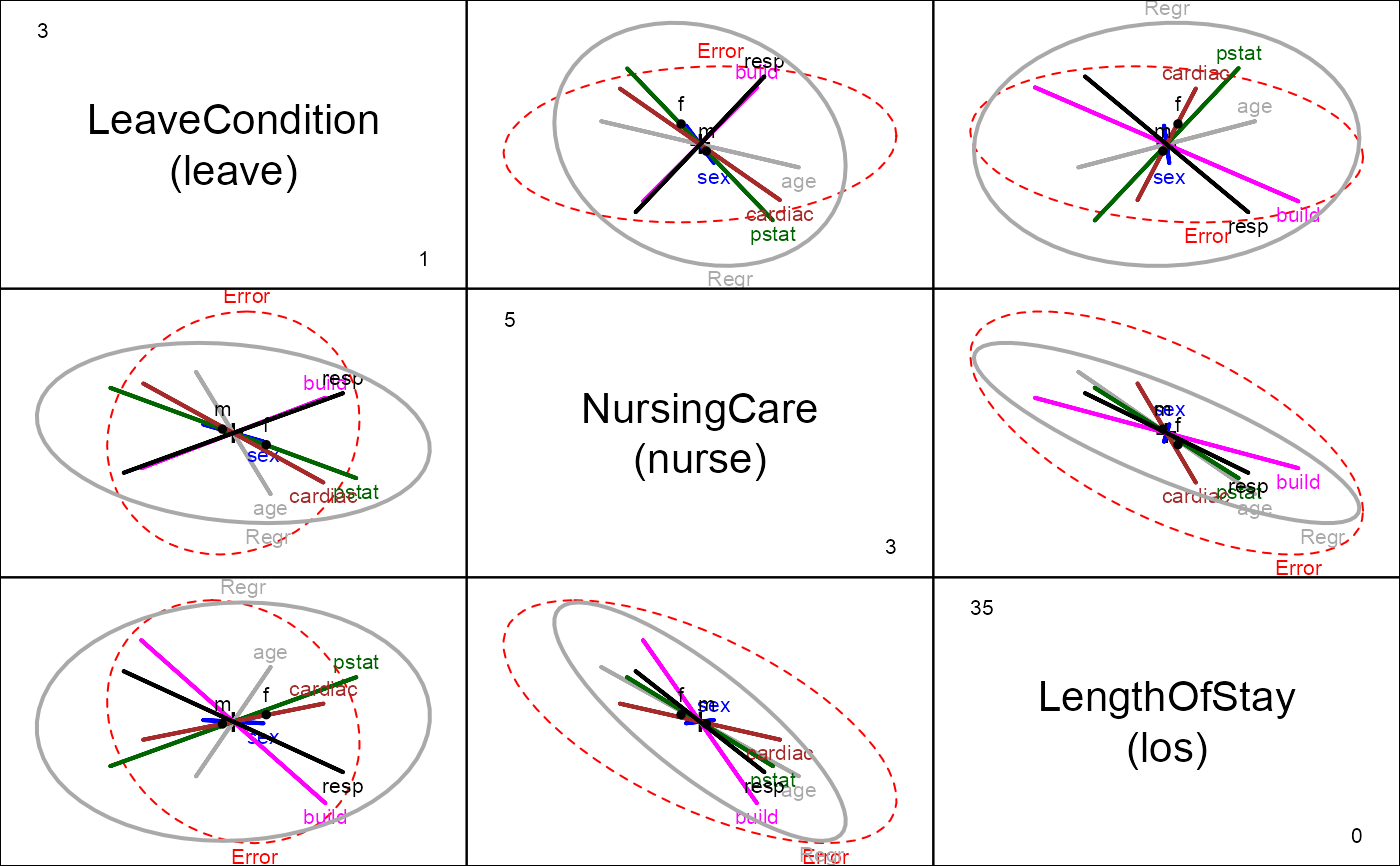 3
LeaveCondition
(leave)
1
Error
resp
build
f
m
sex
age
cardiac
pstat
Regr
Regr
pstat
cardiac
age
f
m
sex
build
resp
Error
Error
resp
build
m
f
sex
cardiac
pstat
age
Regr
5
NursingCare
(nurse)
3
m
sex
f
resp
build
cardiac
pstat
age
Regr
Error
Regr
age
pstat
cardiac
m
f
sex
resp
build
Error
f
m
sex
cardiac
pstat
resp
age
build
Regr
Error
35
LengthOfStay
(los)
0